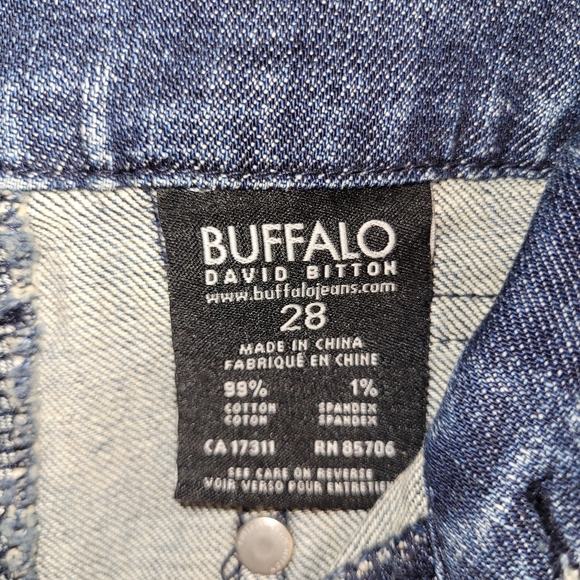 BUFFALO
DAVID BITTON
www.buffalojeans.com
28
MADE IN CHINA
FABRIQUÉ EN CHINE
99% 1%
COTTON SPANDEX
COTON SPANDEX
CA 17311 RN 85706
SEE CARE ON REVERSE
VOIR VERSO POUR ENTRETIEN